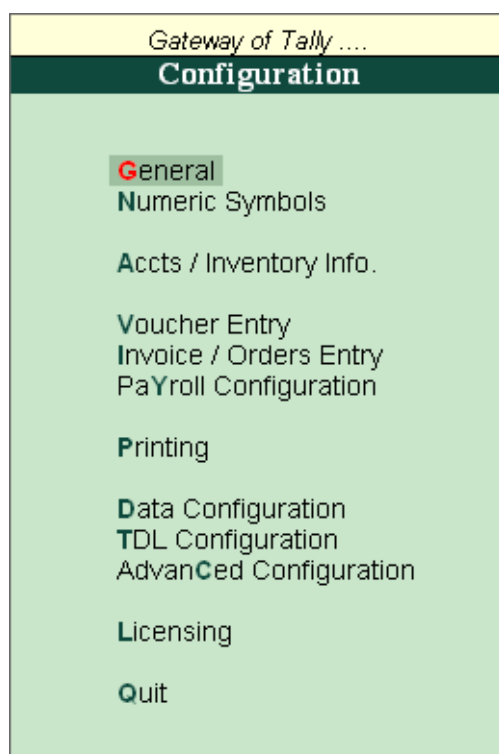 Gateway of Tally ....
Configuration
General
Numeric Symbols
Accts / Inventory Info.
Voucher Entry
Invoice / Orders Entry
PaYroll Configuration
Printing
Data Configuration
TDL Configuration
AdvanCed Configuration
Licensing
Quit